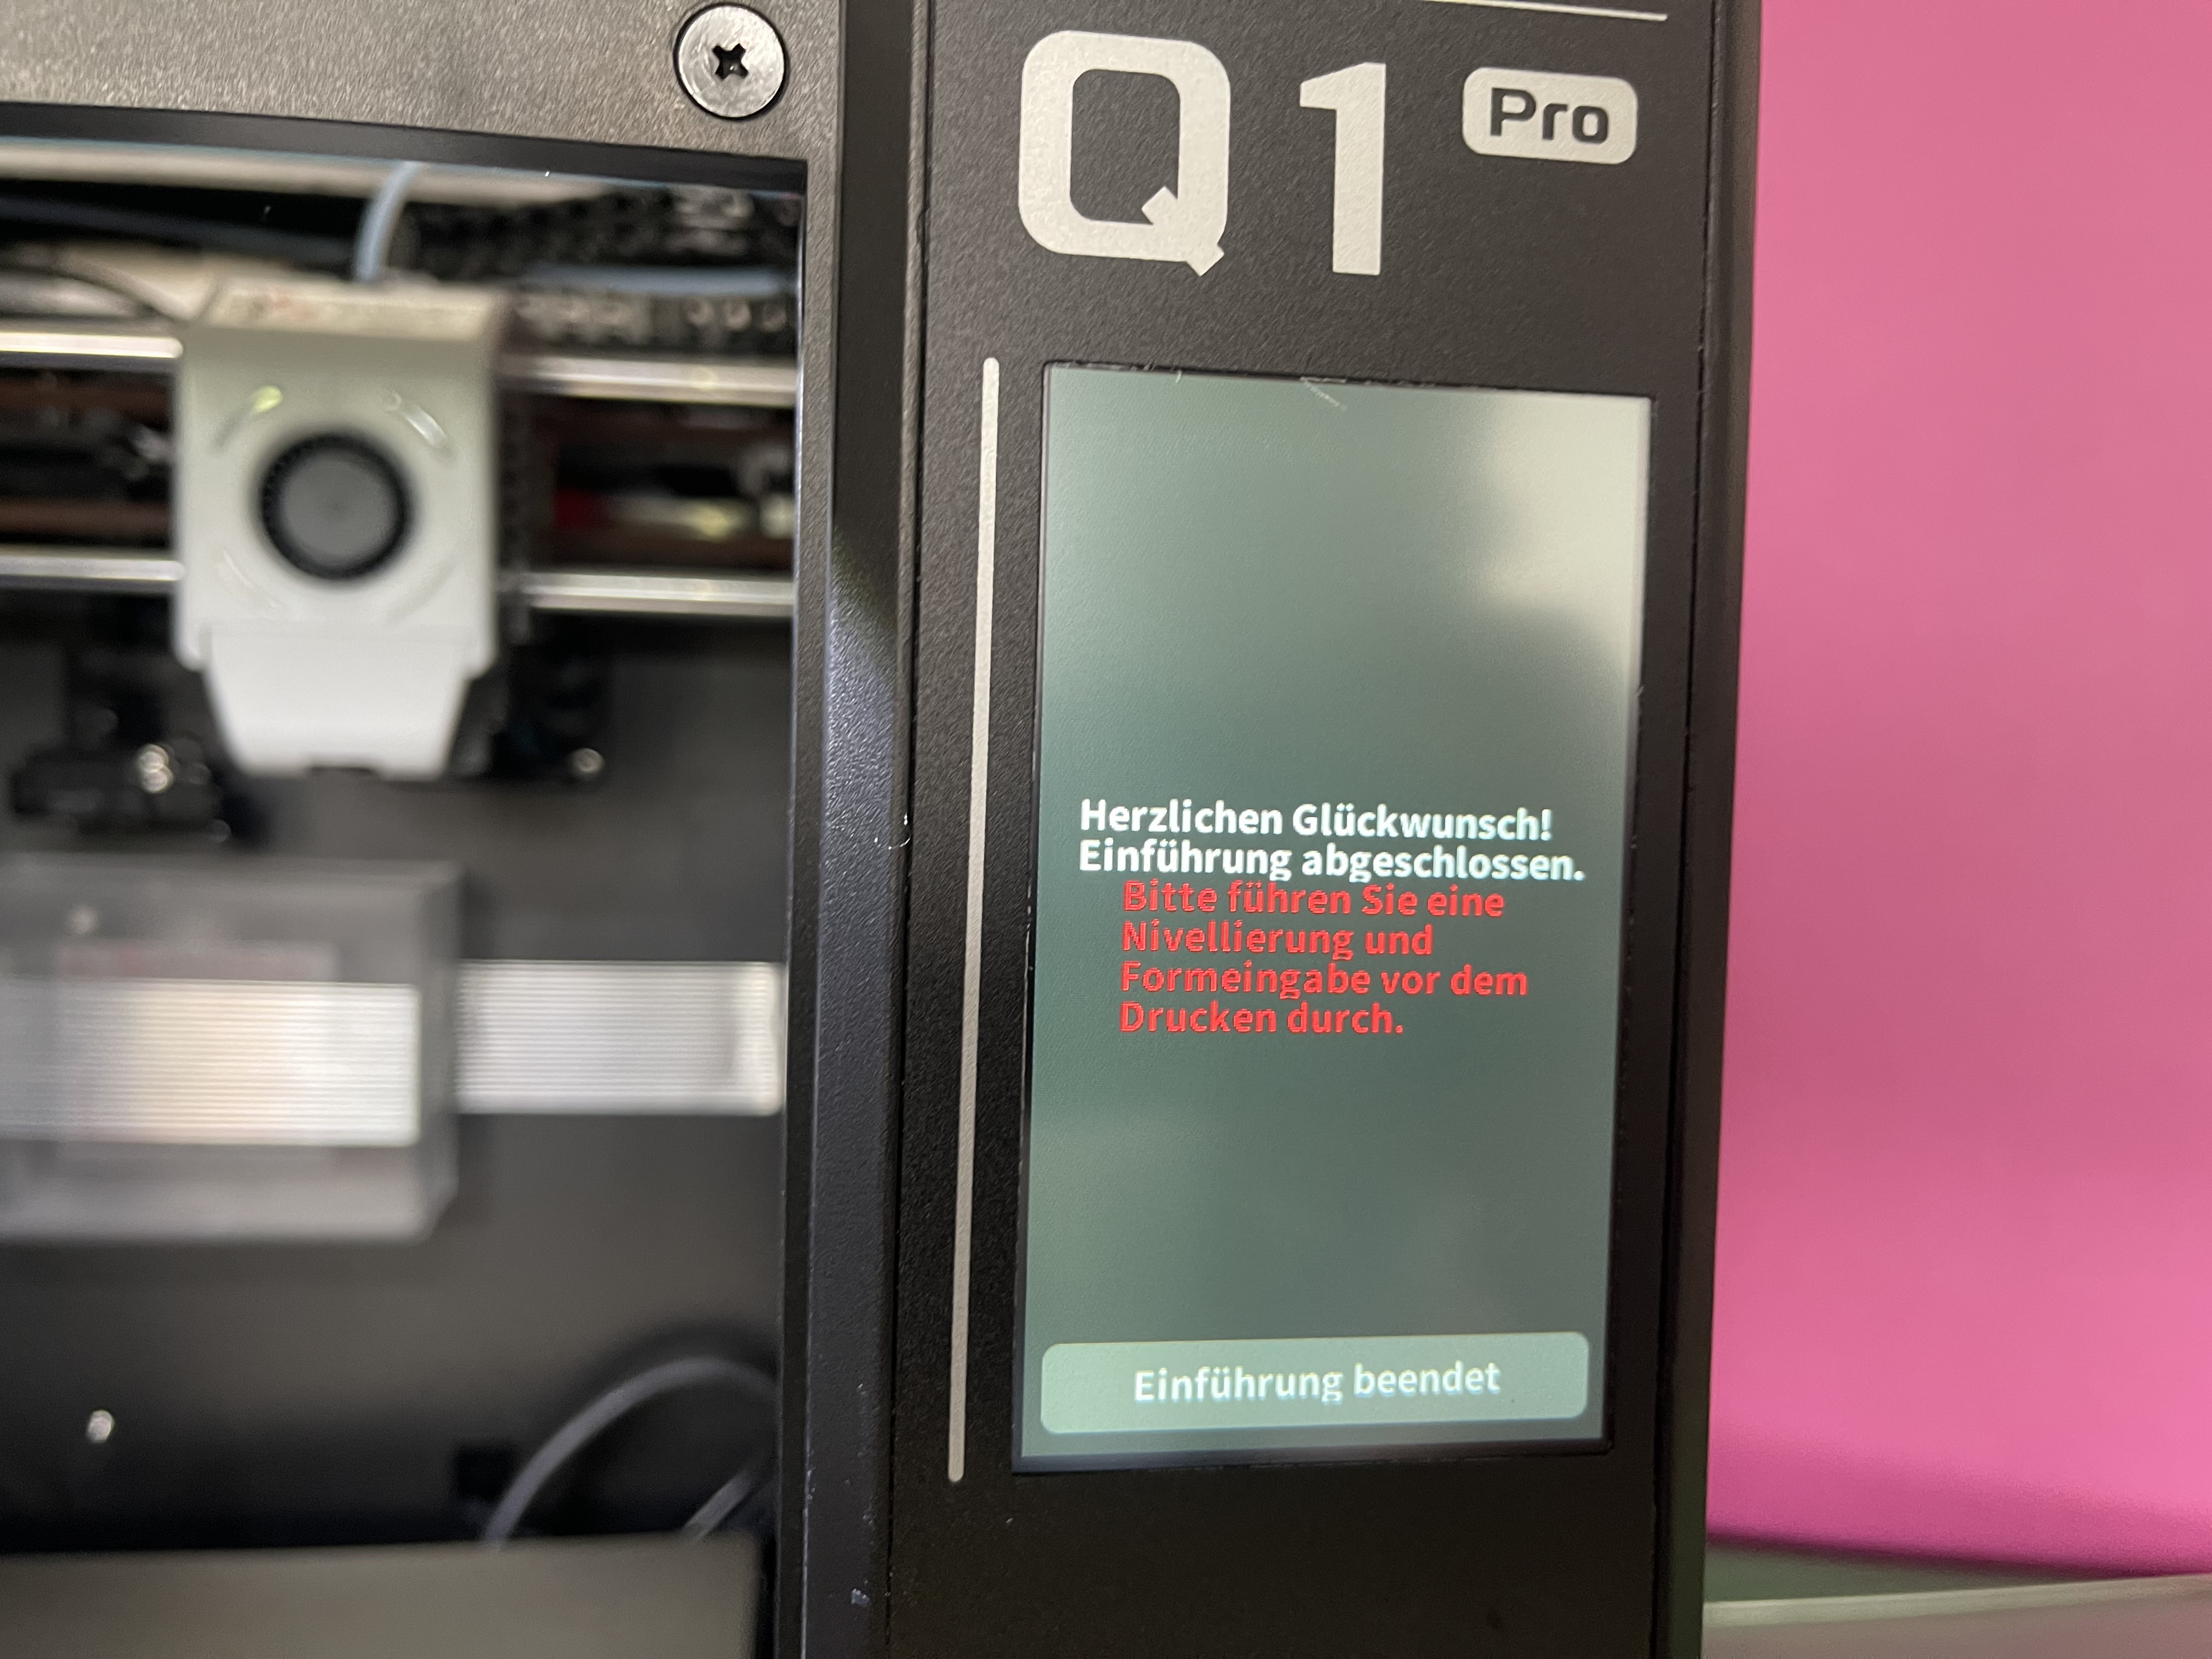 Q1 Pro
Herzlichen Glückwunsch!
Einführung abgeschlossen.
Bitte führen Sie eine
Nivellierung und
Formeingabe vor dem
Drucken durch.
Einführung beendet